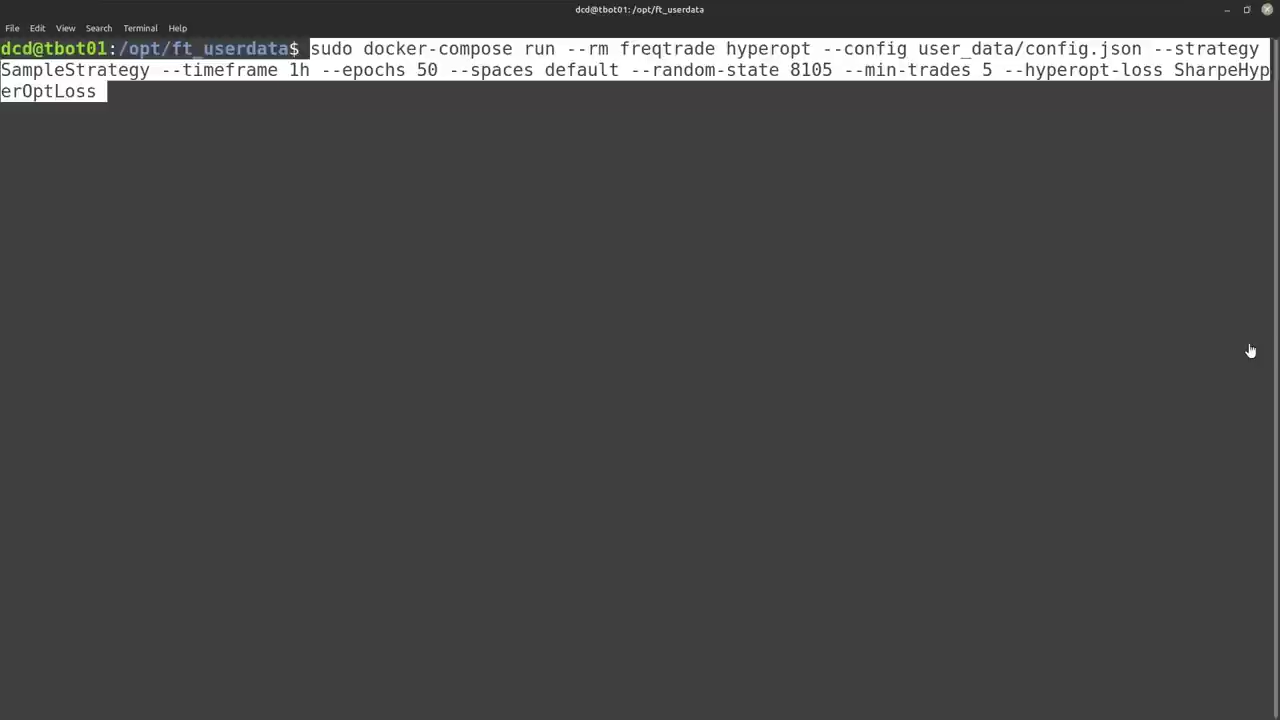 dcd@tbot01: /opt/ft_userdata
File Edit View Search Terminal Help
dcd@tbot01:/opt/ft_userdata$ sudo docker-compose run --rm freqtrade hyperopt --config user_data/config.json --strategy
SampleStrategy --timeframe 1h --epochs 50 --spaces default --random-state 8105 --min-trades 5 --hyperopt-loss SharpeHyp
erOptLoss